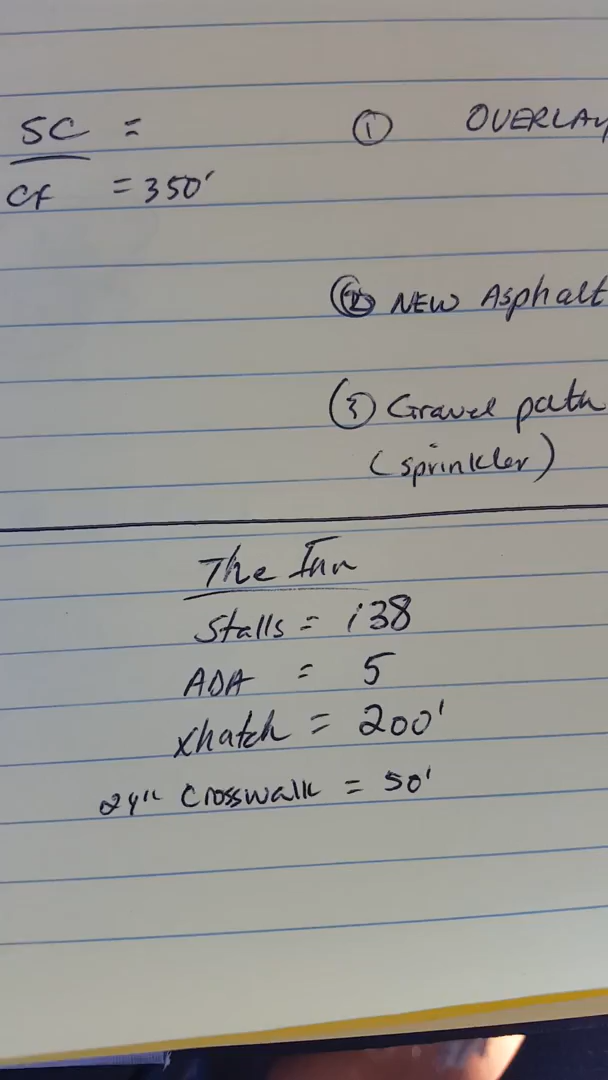 SC =
① OVERLAY
CF = 350'
② NEW Asphalt
③ Gravel path
(sprinkler)
The Inn
Stalls = 138
ADA = 5
xhatch = 200'
24" Crosswalk = 50'